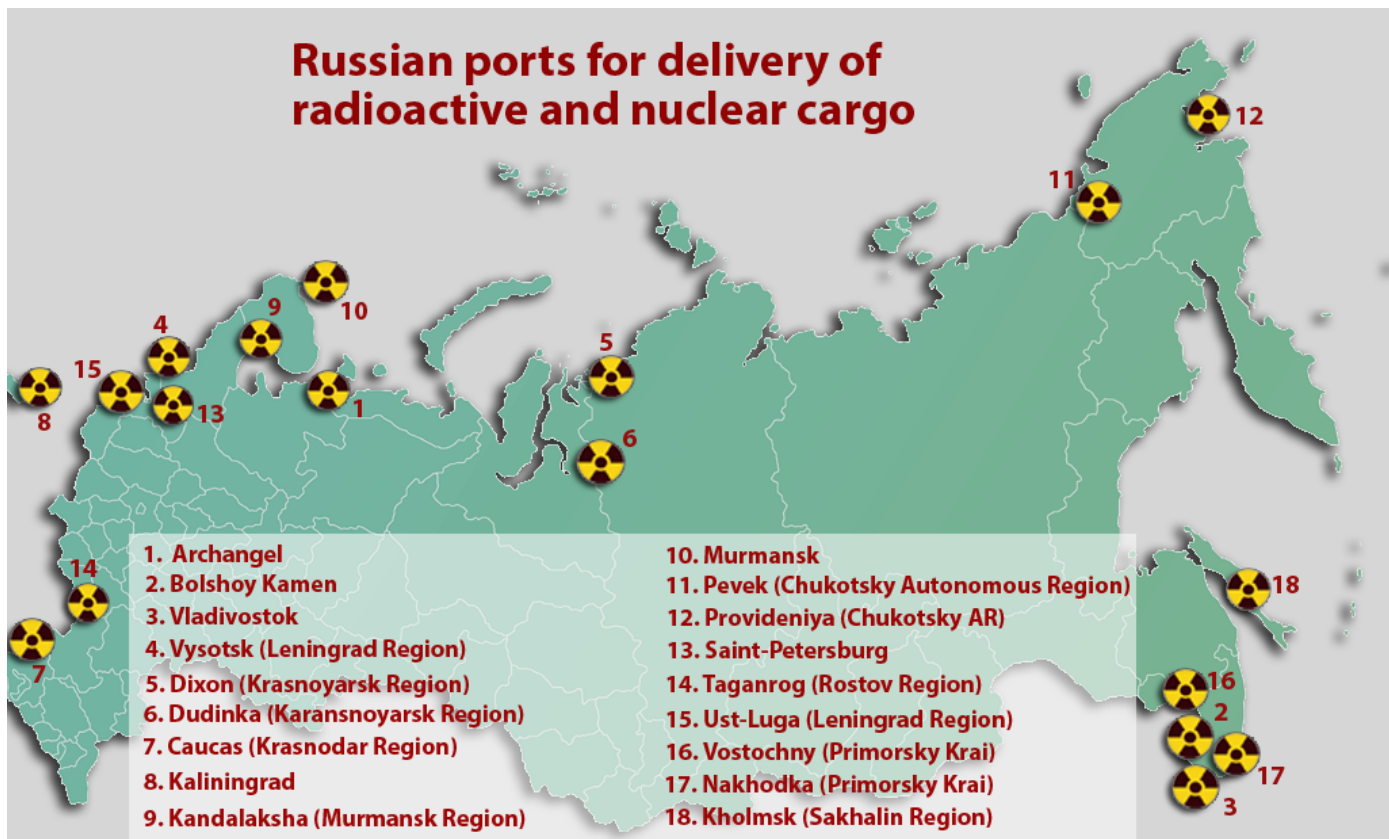 Russian ports for delivery of
radioactive and nuclear cargo
12
11
10
9
4
5
15
8
13
1
6
14
18
7
16
2
17
3
1. Archangel
2. Bolshoy Kamen
3. Vladivostok
4. Vysotsk (Leningrad Region)
5. Dixon (Krasnoyarsk Region)
6. Dudinka (Karansnoyarsk Region)
7. Caucas (Krasnodar Region)
8. Kaliningrad
9. Kandalaksha (Murmansk Region)
10. Murmansk
11. Pevek (Chukotsky Autonomous Region)
12. Provideniya (Chukotsky AR)
13. Saint-Petersburg
14. Taganrog (Rostov Region)
15. Ust-Luga (Leningrad Region)
16. Vostochny (Primorsky Krai)
17. Nakhodka (Primorsky Krai)
18. Kholmsk (Sakhalin Region)